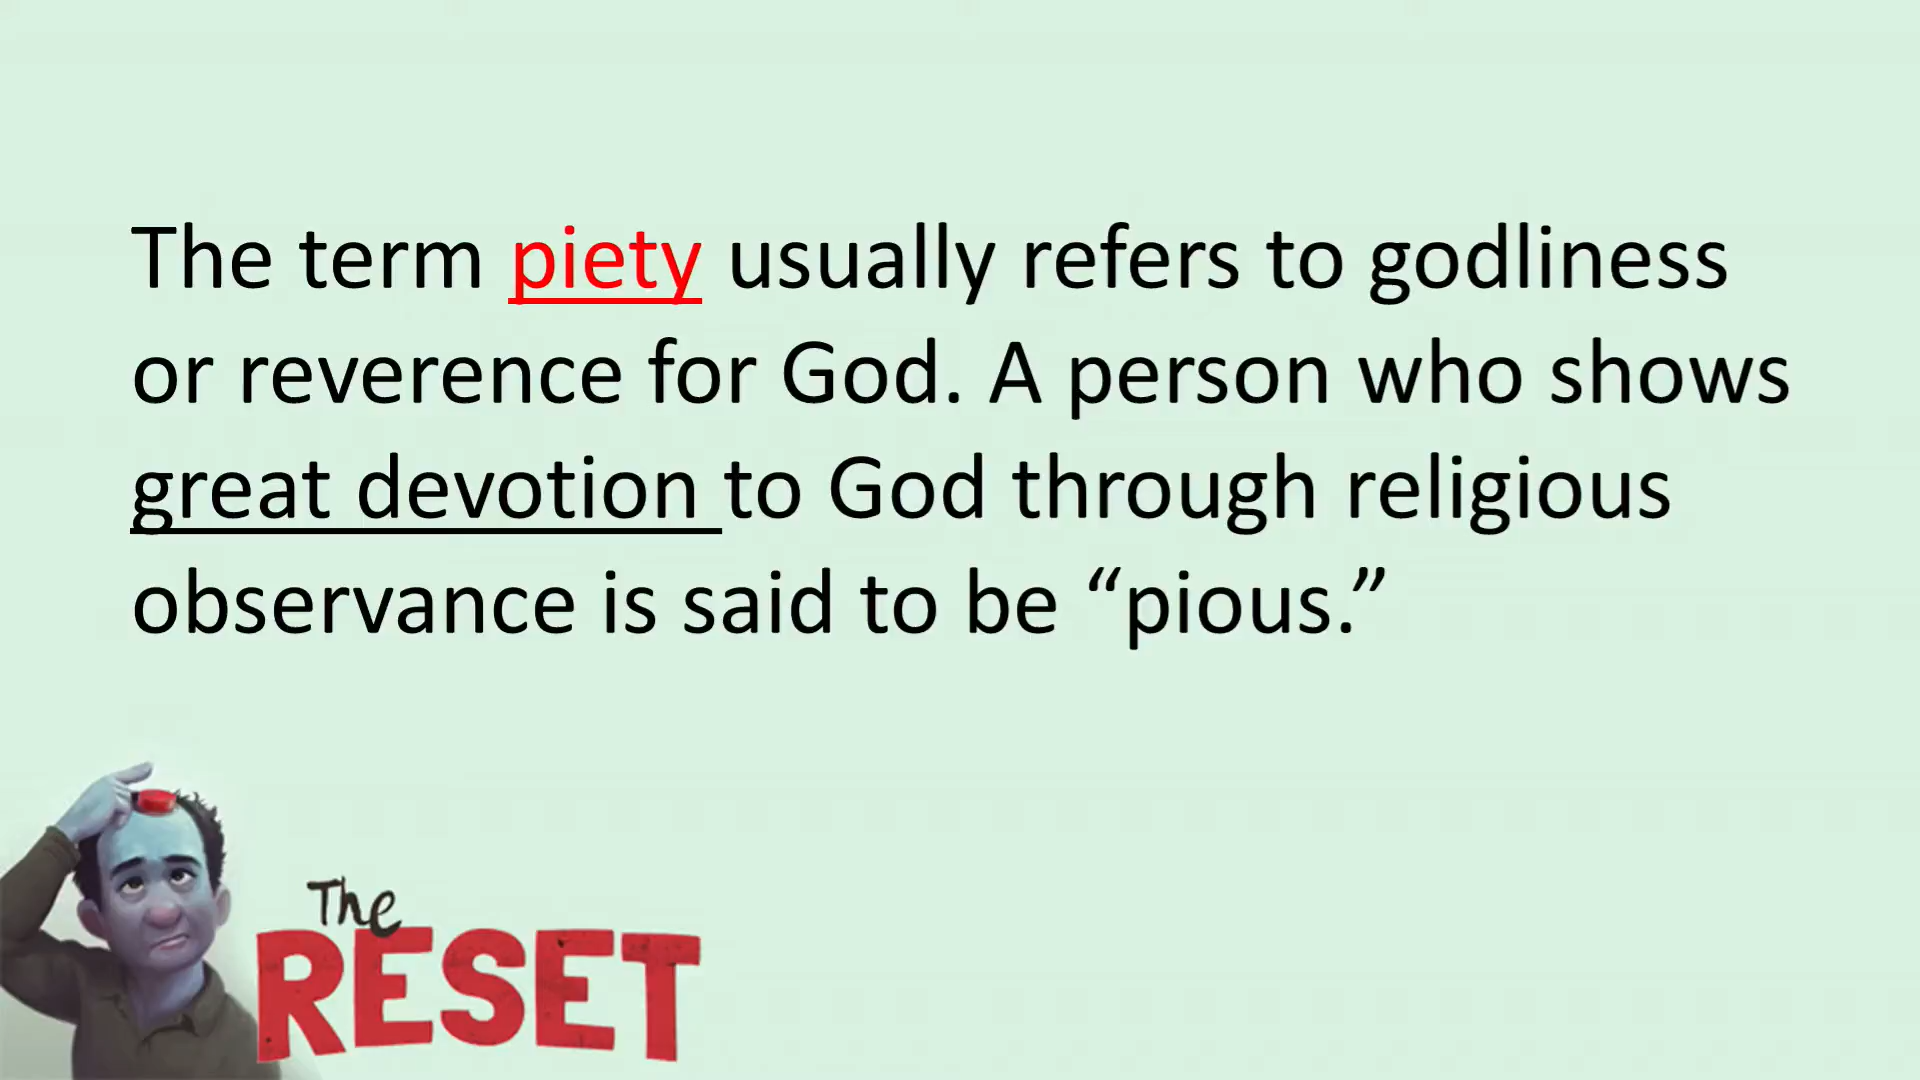 The term piety usually refers to godliness
or reverence for God. A person who shows
great devotion to God through religious
observance is said to be “pious.”
The
RESET